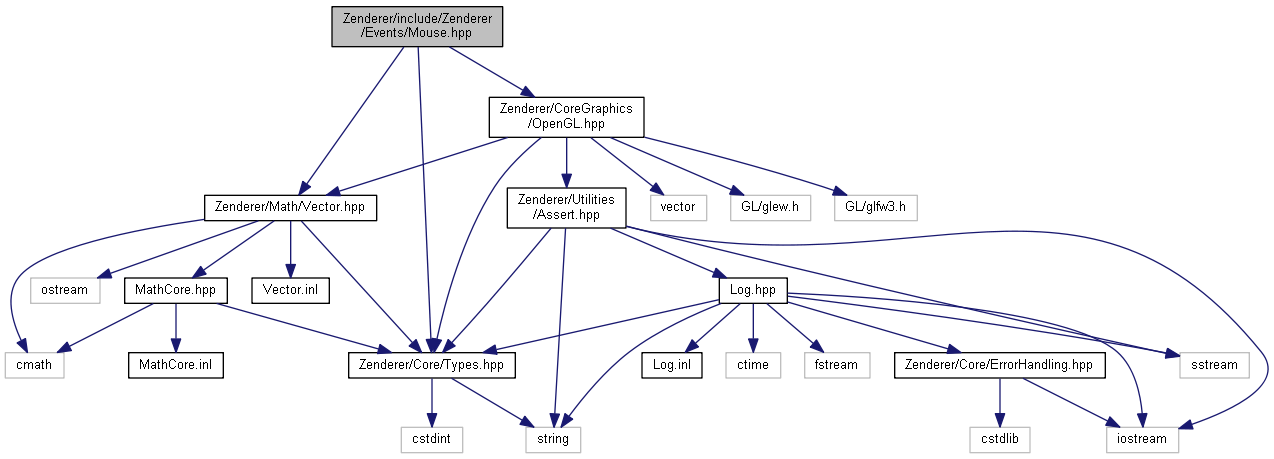 Zenderer/include/Zenderer
/Events/Mouse.hpp
Zenderer/CoreGraphics
/OpenGL.hpp
Zenderer/Math/Vector.hpp
Zenderer/Utilities
/Assert.hpp
vector
GL/glew.h
GL/glfw3.h
ostream
MathCore.hpp
Vector.inl
Log.hpp
cmath
MathCore.inl
Zenderer/Core/Types.hpp
Log.inl
ctime
fstream
Zenderer/Core/ErrorHandling.hpp
sstream
cstdint
string
cstdlib
iostream